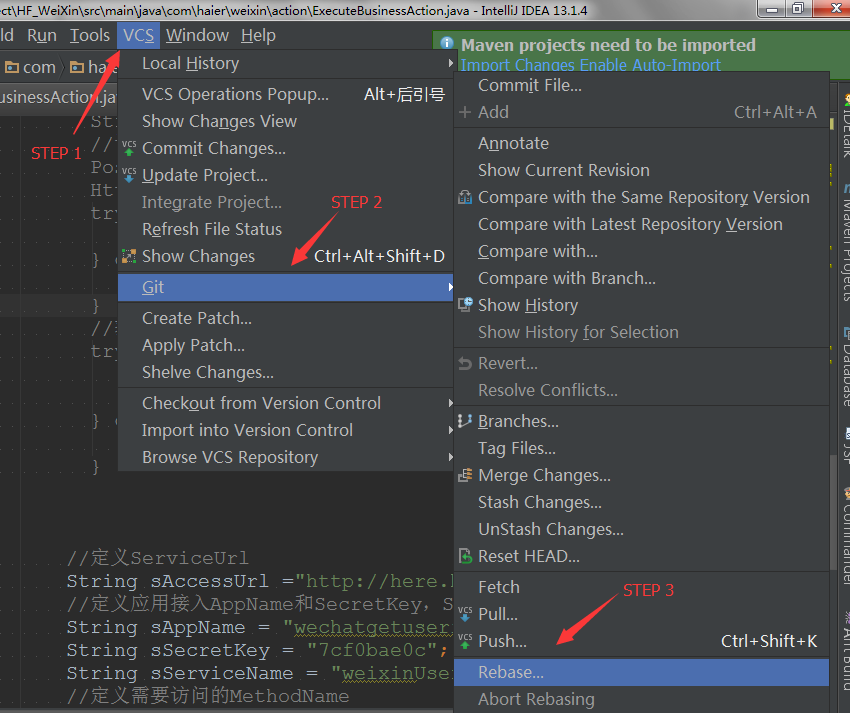 ect\HF_WeiXin\src\main\java\com\haier\weixin\action\ExecuteBusinessAction.java - IntelliJ IDEA 13.1.4
ld Run Tools VCS Window Help
Maven projects need to be imported
Import Changes Enable Auto-Import
com
usinessAction.ja
STEP 1
Local History
VCS Operations Popup... Alt+后引号
Show Changes View
Commit Changes...
Update Project...
Integrate Project...
Refresh File Status
Show Changes Ctrl+Alt+Shift+D
STEP 2
Git
Create Patch...
Apply Patch...
Shelve Changes...
Checkout from Version Control
Import into Version Control
Browse VCS Repository
Commit File...
Add Ctrl+Alt+A
Annotate
Show Current Revision
Compare with the Same Repository Version
Compare with Latest Repository Version
Compare with...
Compare with Branch...
Show History
Show History for Selection
Revert...
Resolve Conflicts...
Branches...
Tag Files...
Merge Changes...
Stash Changes...
UnStash Changes...
Reset HEAD...
Fetch
Pull...
Push... Ctrl+Shift+K
STEP 3
Rebase...
Abort Rebasing
//定义ServiceUrl
String sAccessUrl ="http://here.
//定义应用接入AppName和SecretKey，S
String sAppName = "wechatgetuser
String sSecretKey = "7cf0bae0c";
String sServiceName = "weixinUse
//定义需要访问的MethodName
IDEtalk
Maven Projects
Database
JSF
Commander
Ant Build